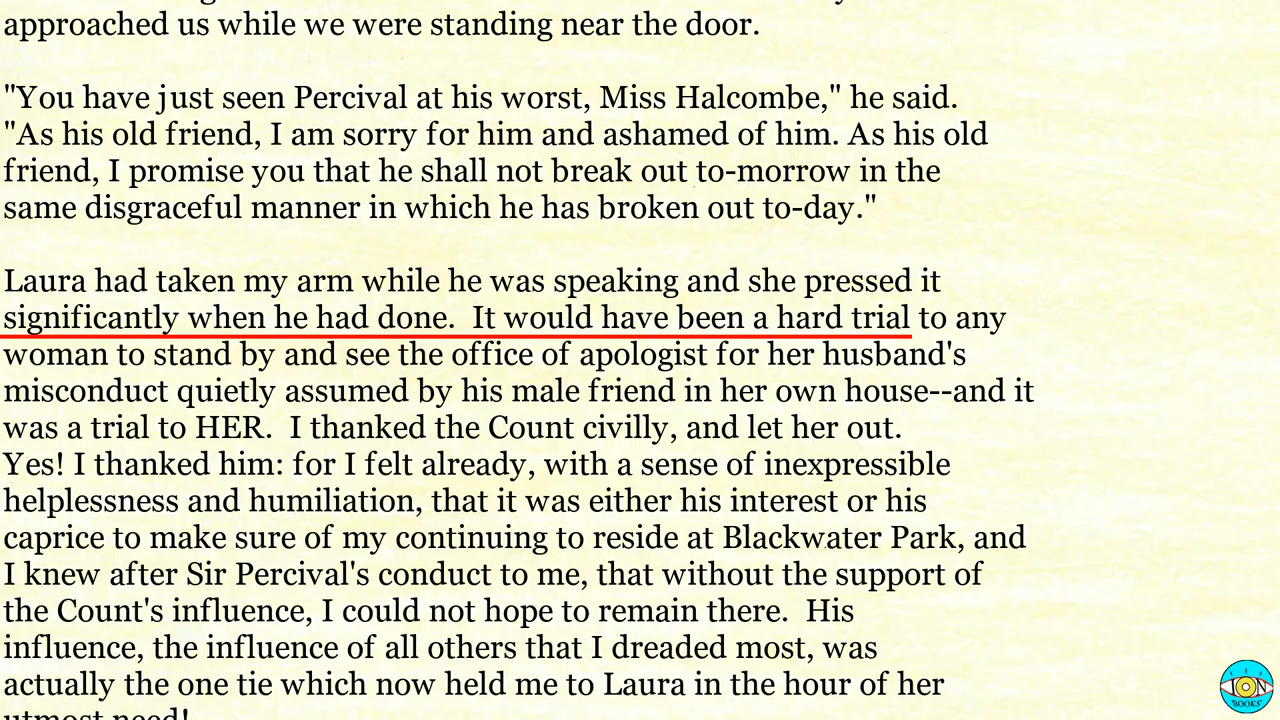 approached us while we were standing near the door.
"You have just seen Percival at his worst, Miss Halcombe," he said.
"As his old friend, I am sorry for him and ashamed of him. As his old
friend, I promise you that he shall not break out to-morrow in the
same disgraceful manner in which he has broken out to-day."
Laura had taken my arm while he was speaking and she pressed it
significantly when he had done.  It would have been a hard trial to any
woman to stand by and see the office of apologist for her husband's
misconduct quietly assumed by his male friend in her own house--and it
was a trial to HER.  I thanked the Count civilly, and let her out.
Yes! I thanked him: for I felt already, with a sense of inexpressible
helplessness and humiliation, that it was either his interest or his
caprice to make sure of my continuing to reside at Blackwater Park, and
I knew after Sir Percival's conduct to me, that without the support of
the Count's influence, I could not hope to remain there.  His
influence, the influence of all others that I dreaded most, was
actually the one tie which now held me to Laura in the hour of her
utmost need!
ION
BOOKS